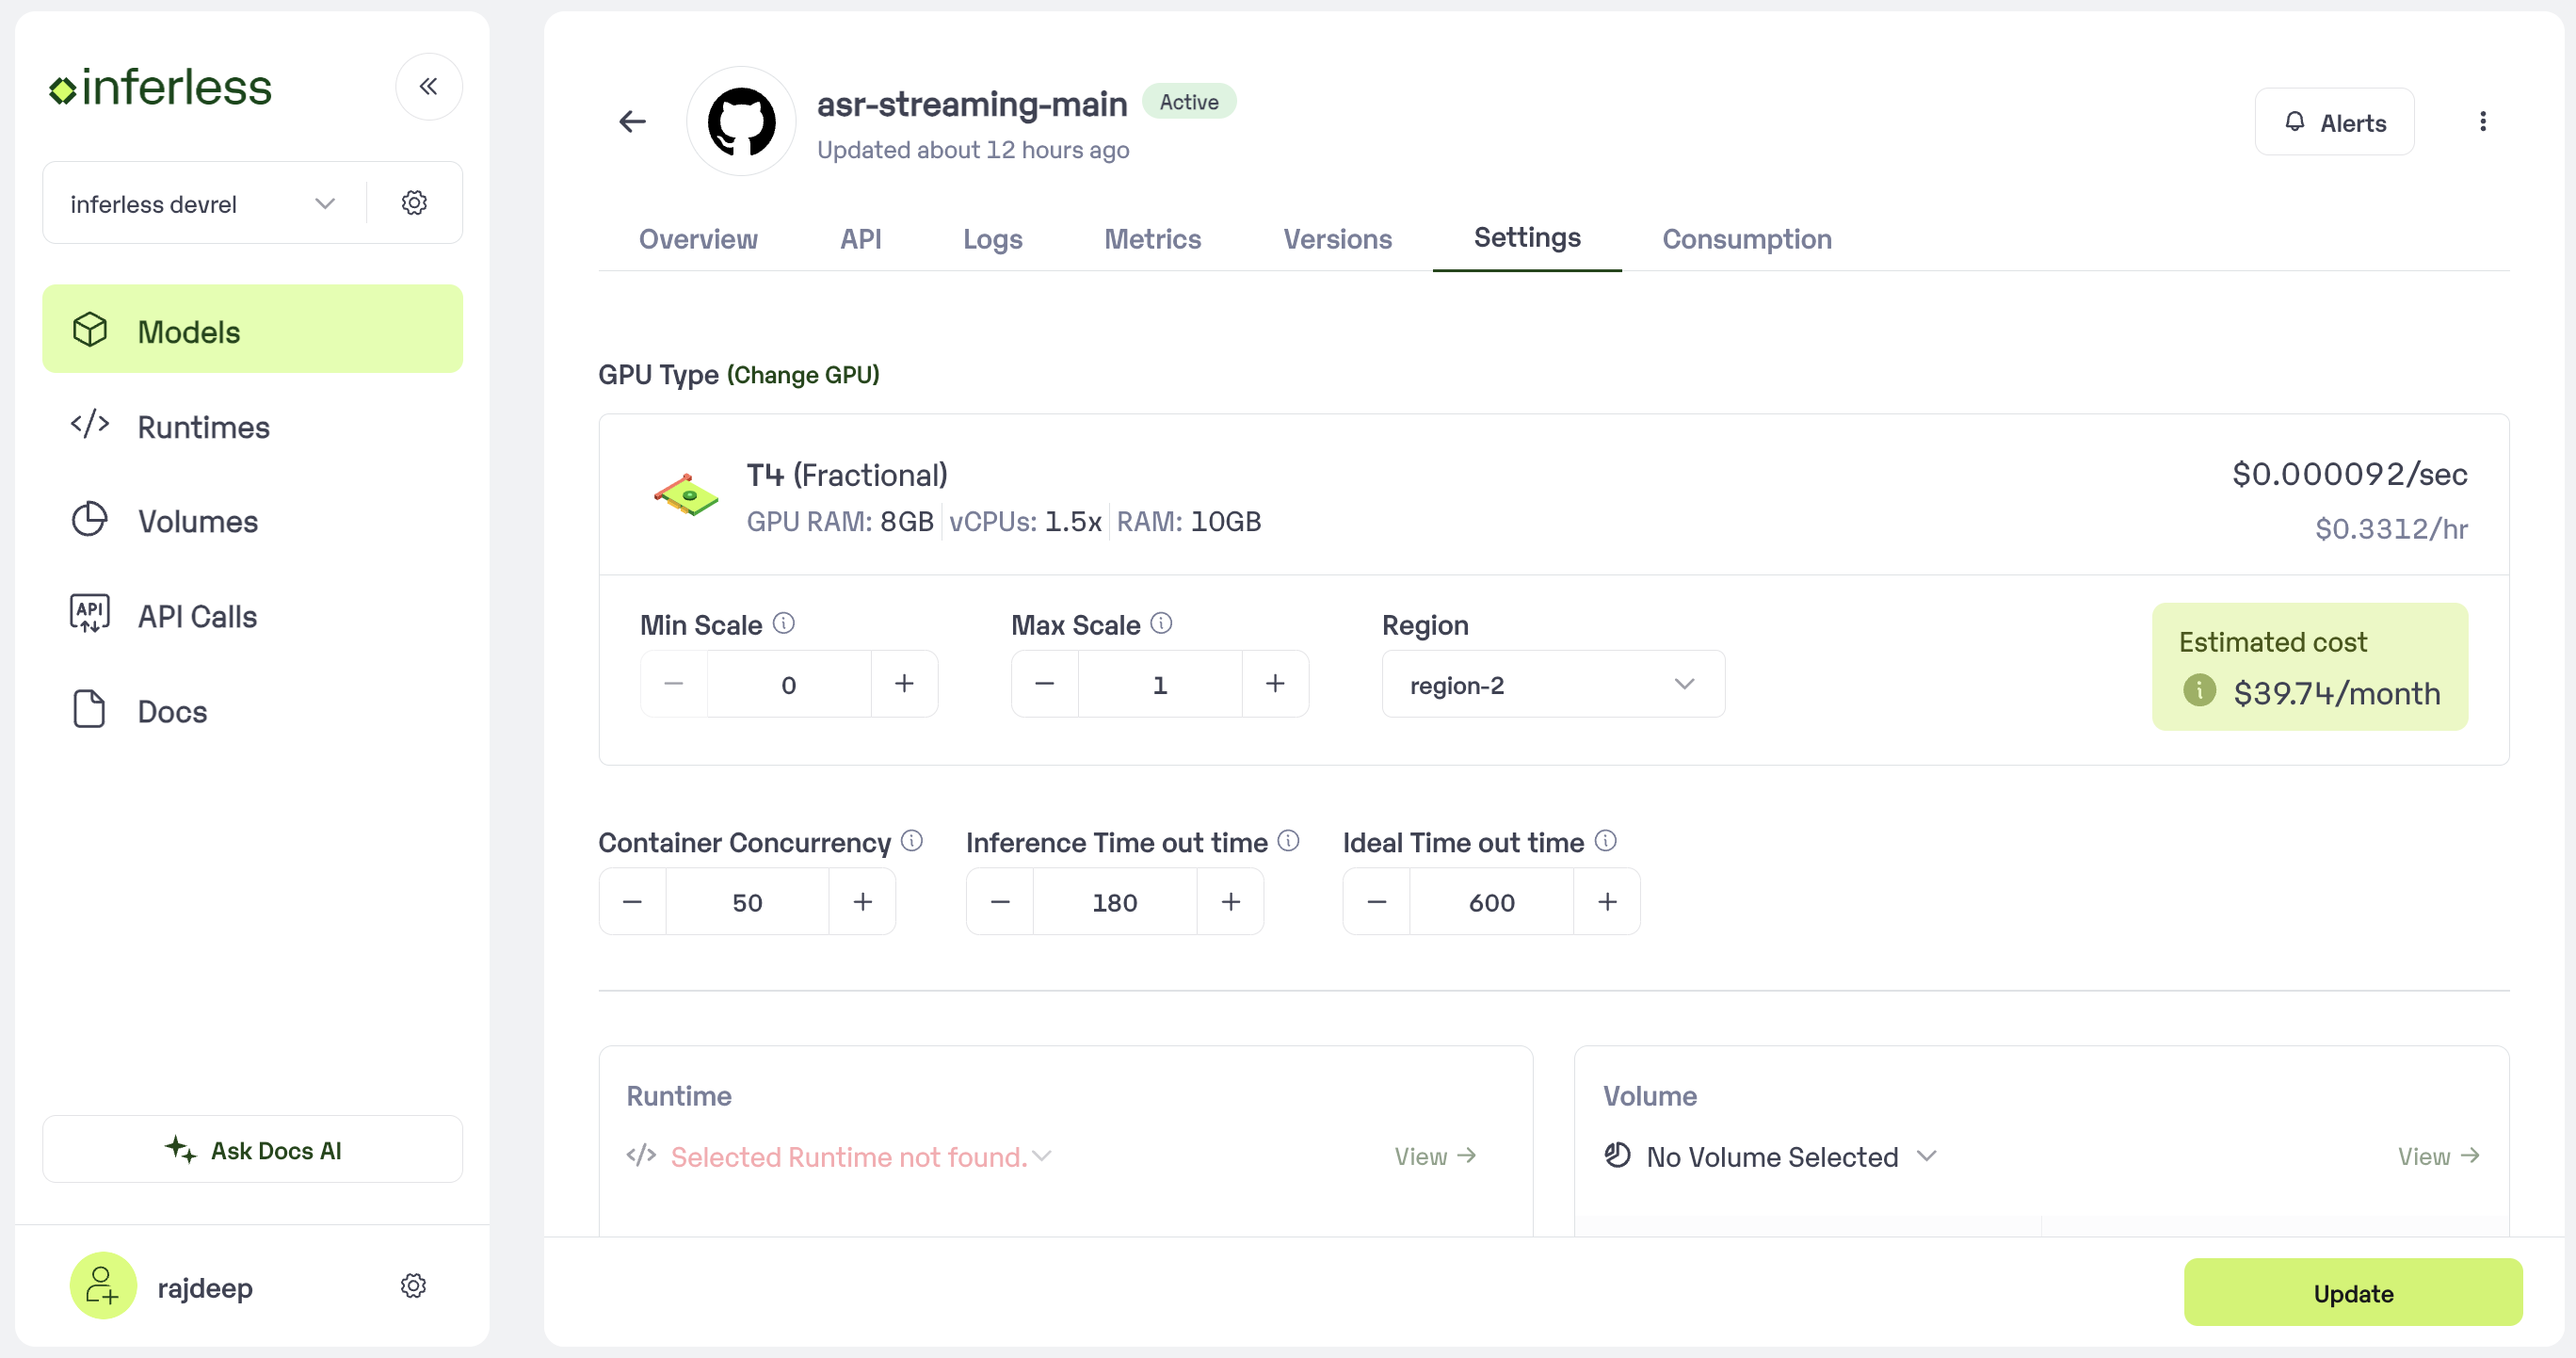 inferless
inferless devrel
Models
Runtimes
Volumes
API
API Calls
Docs
Ask Docs AI
rajdeep
asr-streaming-main Active
Updated about 12 hours ago
Alerts
Overview API Logs Metrics Versions Settings Consumption
GPU Type (Change GPU)
T4 (Fractional)
GPU RAM: 8GB vCPUs: 1.5x RAM: 10GB
$0.000092/sec
$0.3312/hr
Min Scale Max Scale Region
0 1 region-2
Estimated cost
$39.74/month
Container Concurrency Inference Time out time Ideal Time out time
50 180 600
Runtime
Selected Runtime not found. View
Volume
No Volume Selected View
Update